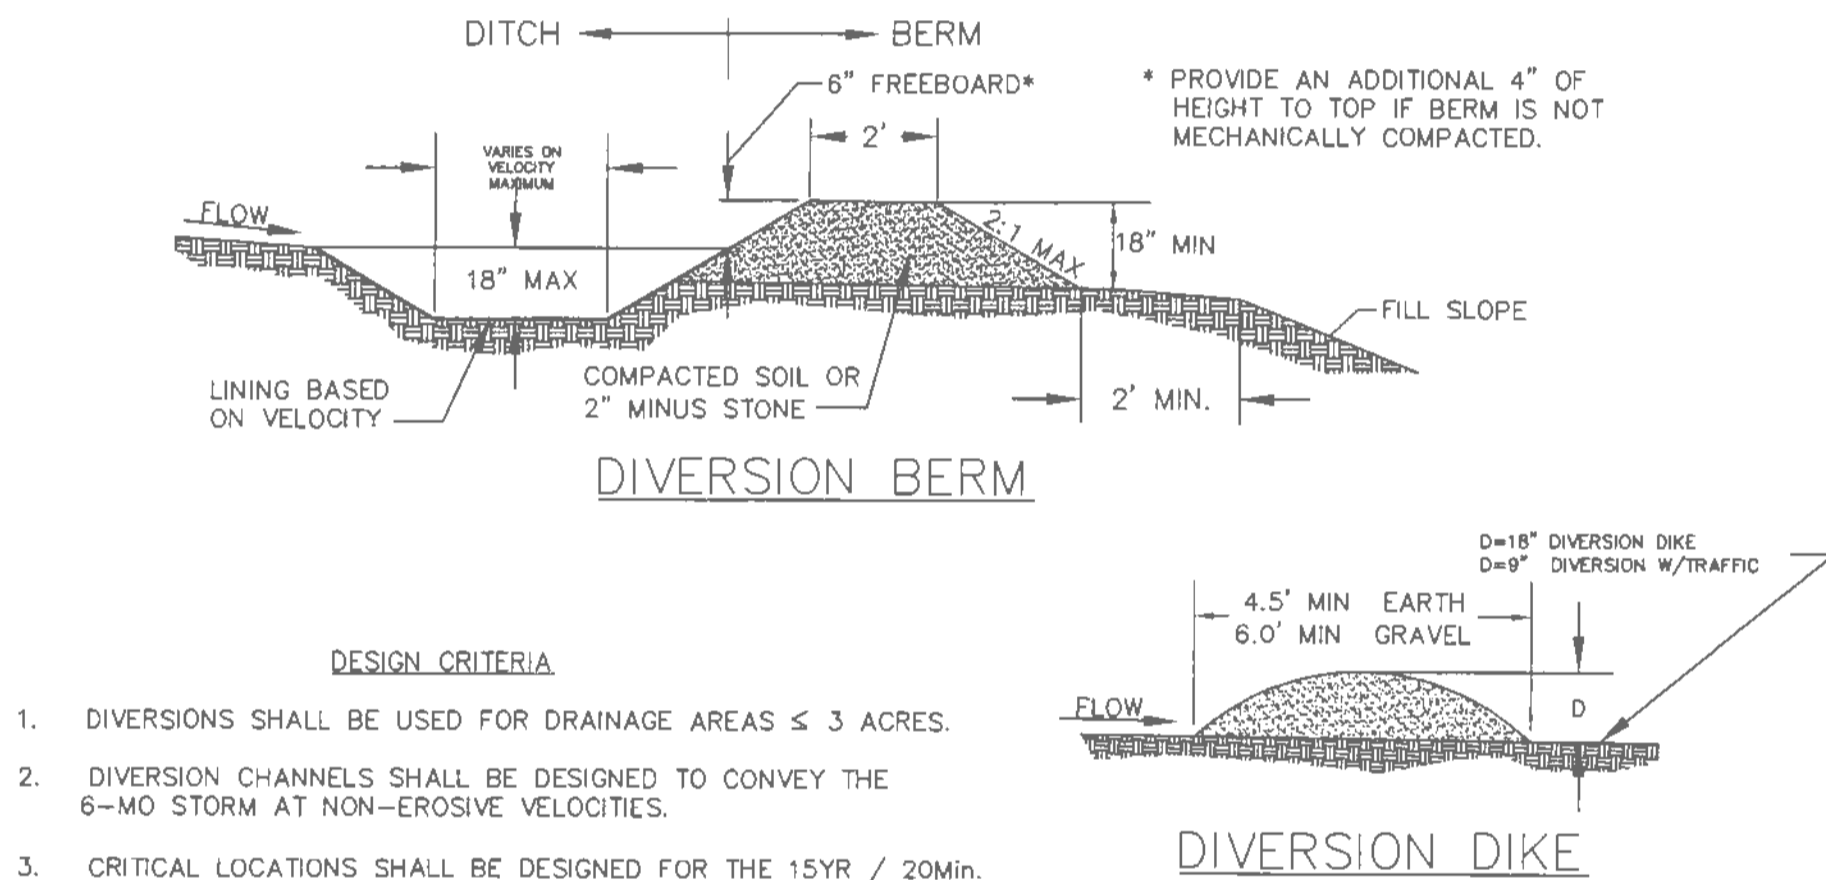 DITCH BERM
6" FREEBOARD*
* PROVIDE AN ADDITIONAL 4" OF
HEIGHT TO TOP IF BERM IS NOT
MECHANICALLY COMPACTED.
2'
VARIES ON
VELOCITY
MAXIMUM
FLOW
2:1 MAX
18" MIN
18" MAX
FILL SLOPE
LINING BASED
ON VELOCITY
COMPACTED SOIL OR
2" MINUS STONE
2' MIN.
DIVERSION BERM
D=18" DIVERSION DIKE
D=9" DIVERSION W/TRAFFIC
4.5' MIN EARTH
6.0' MIN GRAVEL
FLOW
D
DIVERSION DIKE
DESIGN CRITERIA
1. DIVERSIONS SHALL BE USED FOR DRAINAGE AREAS ≤ 3 ACRES.
2. DIVERSION CHANNELS SHALL BE DESIGNED TO CONVEY THE
6-MO STORM AT NON-EROSIVE VELOCITIES.
3. CRITICAL LOCATIONS SHALL BE DESIGNED FOR THE 15YR / 20Min.